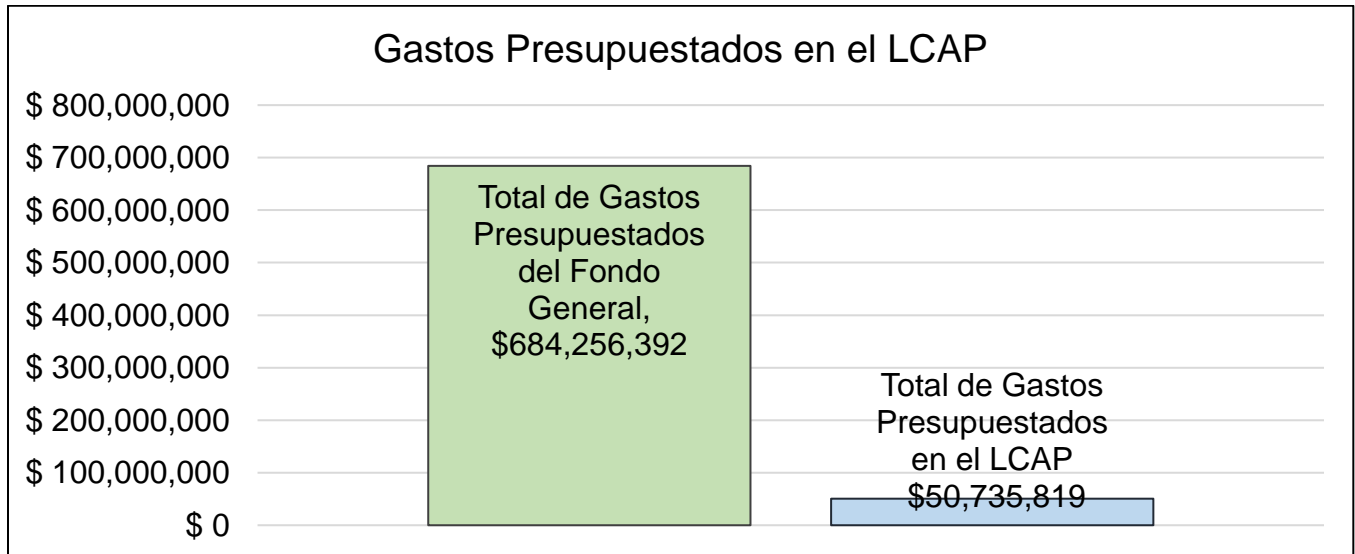 Gastos Presupuestados en el LCAP
$ 800,000,000
$ 700,000,000
$ 600,000,000
$ 500,000,000
$ 400,000,000
$ 300,000,000
$ 200,000,000
$ 100,000,000
$ 0
Total de Gastos
Presupuestados
del Fondo
General,
$684,256,392
Total de Gastos
Presupuestados
en el LCAP
$50,735,819